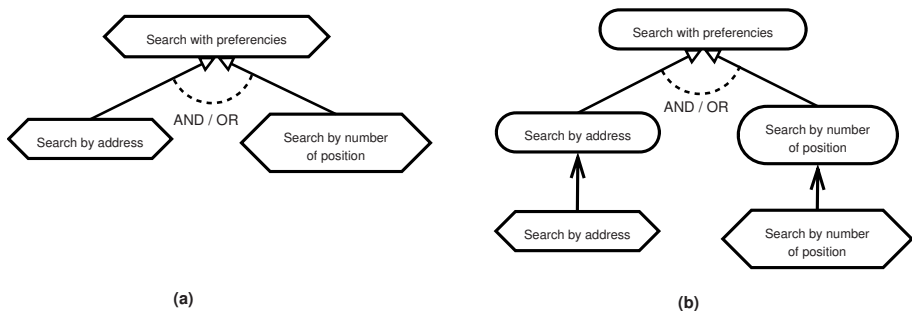 Search with preferencies
AND / OR
Search by address
Search by number
of position
(a)
Search with preferencies
AND / OR
Search by address
Search by number
of position
Search by address
Search by number
of position
(b)